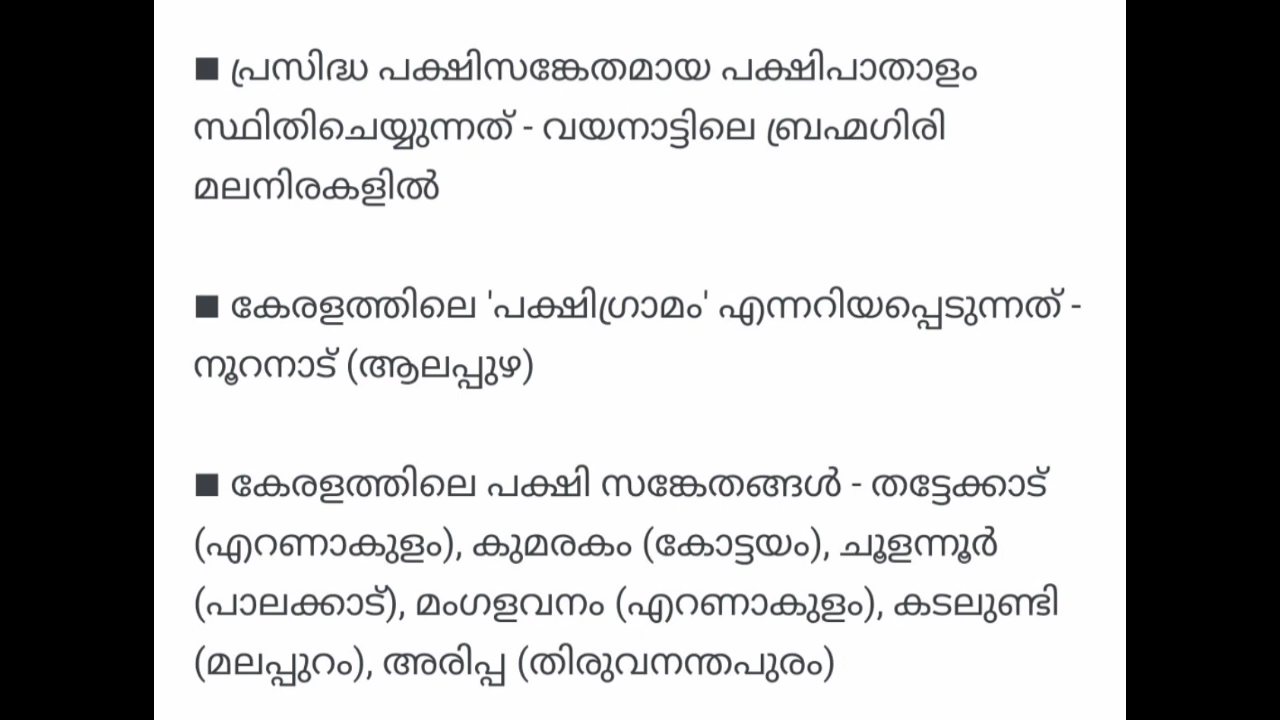 ■ പ്രസിദ്ധ പക്ഷിസങ്കേതമായ പക്ഷിപാതാളം
സ്ഥിതിചെയ്യുന്നത് - വയനാട്ടിലെ ബ്രഹ്മഗിരി
മലനിരകളിൽ
■ കേരളത്തിലെ 'പക്ഷിഗ്രാമം' എന്നറിയപ്പെടുന്നത് -
നൂറനാട് (ആലപ്പുഴ)
■ കേരളത്തിലെ പക്ഷി സങ്കേതങ്ങൾ - തട്ടേക്കാട്
(എറണാകുളം), കുമരകം (കോട്ടയം), ചൂളന്നൂർ
(പാലക്കാട്), മംഗളവനം (എറണാകുളം), കടലുണ്ടി
(മലപ്പുറം), അരിപ്പ (തിരുവനന്തപുരം)